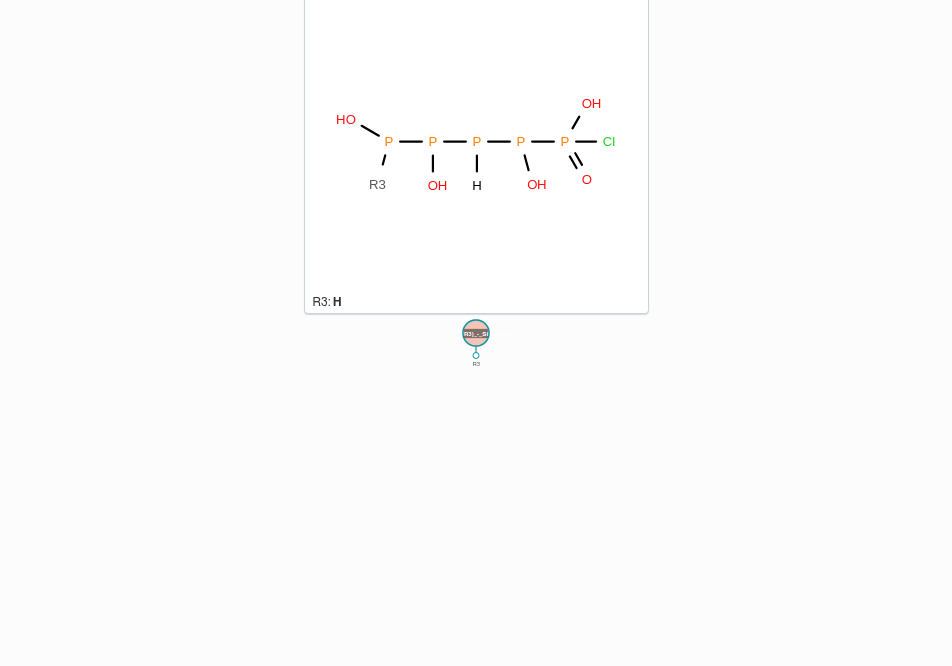 OH
HO
P P P P P Cl
R3 OH H OH O
R3: H
R3